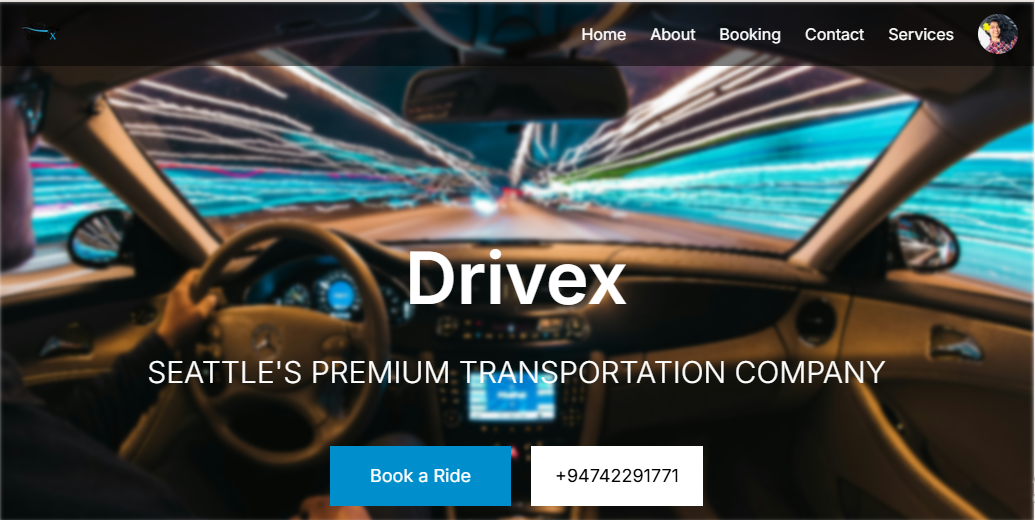 x
Home About Booking Contact Services
Drivex
SEATTLE'S PREMIUM TRANSPORTATION COMPANY
Book a Ride +94742291771